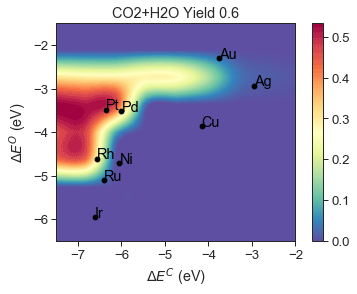 CO2+H2O Yield 0.6
ΔE^O (eV)
−2
−3
−4
−5
−6
Au
Ag
Pt
Pd
Cu
Rh
Ni
Ru
Ir
0.5
0.4
0.3
0.2
0.1
0.0
−7 −6 −5 −4 −3 −2
ΔE^C (eV)